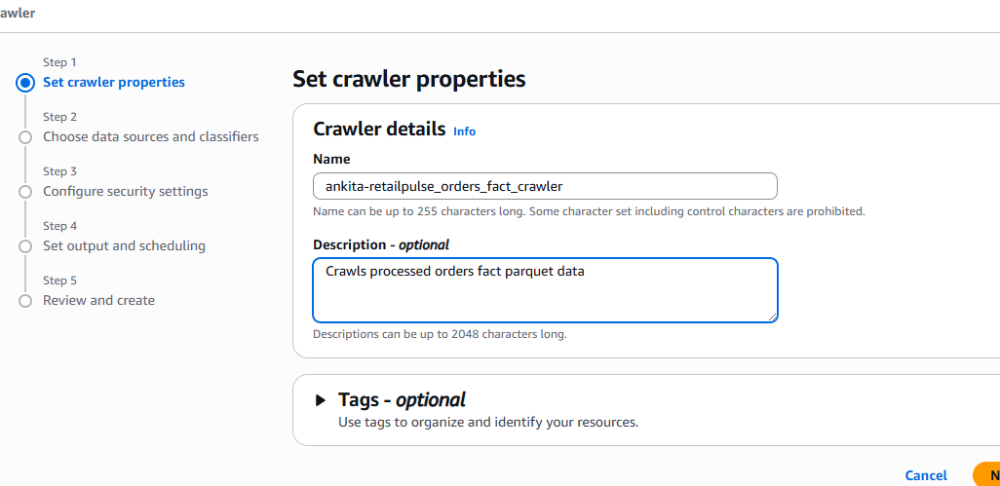 awler
Step 1
Set crawler properties
Step 2
Choose data sources and classifiers
Step 3
Configure security settings
Step 4
Set output and scheduling
Step 5
Review and create
Set crawler properties
Crawler details Info
Name
ankita-retailpulse_orders_fact_crawler
Name can be up to 255 characters long. Some character set including control characters are prohibited.
Description - optional
Crawls processed orders fact parquet data
Descriptions can be up to 2048 characters long.
Tags - optional
Use tags to organize and identify your resources.
Cancel
N